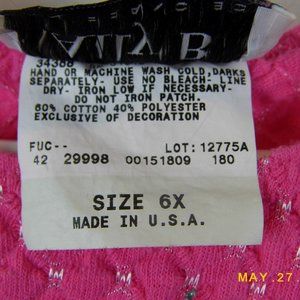 34388
HAND OR MACHINE WASH COLD, DARKS
SEPARATELY- USE NO BLEACH- LINE
DRY- IRON LOW IF NECESSARY-
DO NOT IRON PATCH.
60% COTTON 40% POLYESTER
EXCLUSIVE OF DECORATION
FUC-- LOT: 12775A
42 29998 00151809 180
SIZE 6X
MADE IN U.S.A.
MAY. 27